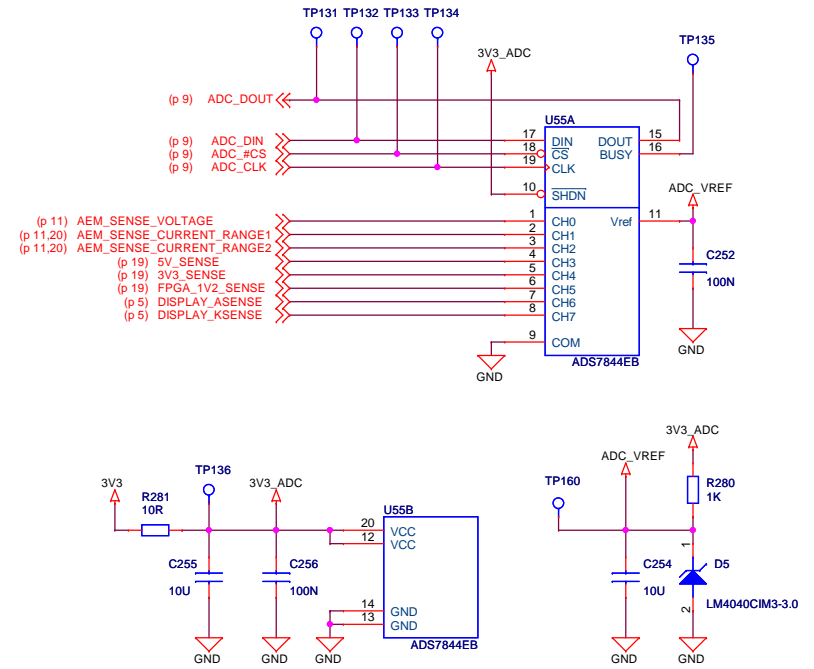 TP131 TP132 TP133 TP134
TP135
3V3_ADC
(p 9) ADC_DOUT
U55A
(p 9) ADC_DIN 17 DIN DOUT 15
(p 9) ADC_#CS 18 CS BUSY 16
(p 9) ADC_CLK 19 CLK
10 SHDN
ADC_VREF
(p 11) AEM_SENSE_VOLTAGE 1 CH0 Vref 11
(p 11,20) AEM_SENSE_CURRENT_RANGE1 2 CH1
(p 11,20) AEM_SENSE_CURRENT_RANGE2 3 CH2
(p 19) 5V_SENSE 4 CH3
(p 19) 3V3_SENSE 5 CH4
(p 19) FPGA_1V2_SENSE 6 CH5
(p 5) DISPLAY_ASENSE 7 CH6
(p 5) DISPLAY_KSENSE 8 CH7
C252
100N
9 COM
GND
ADS7844EB
GND
3V3
R281
10R
TP136
3V3_ADC
U55B
20 VCC
12 VCC
C255
10U
C256
100N
14 GND
13 GND
ADS7844EB
GND GND GND
3V3_ADC
ADC_VREF
TP160
R280
1K
1
C254
10U
D5
2
LM4040CIM3-3.0
GND GND